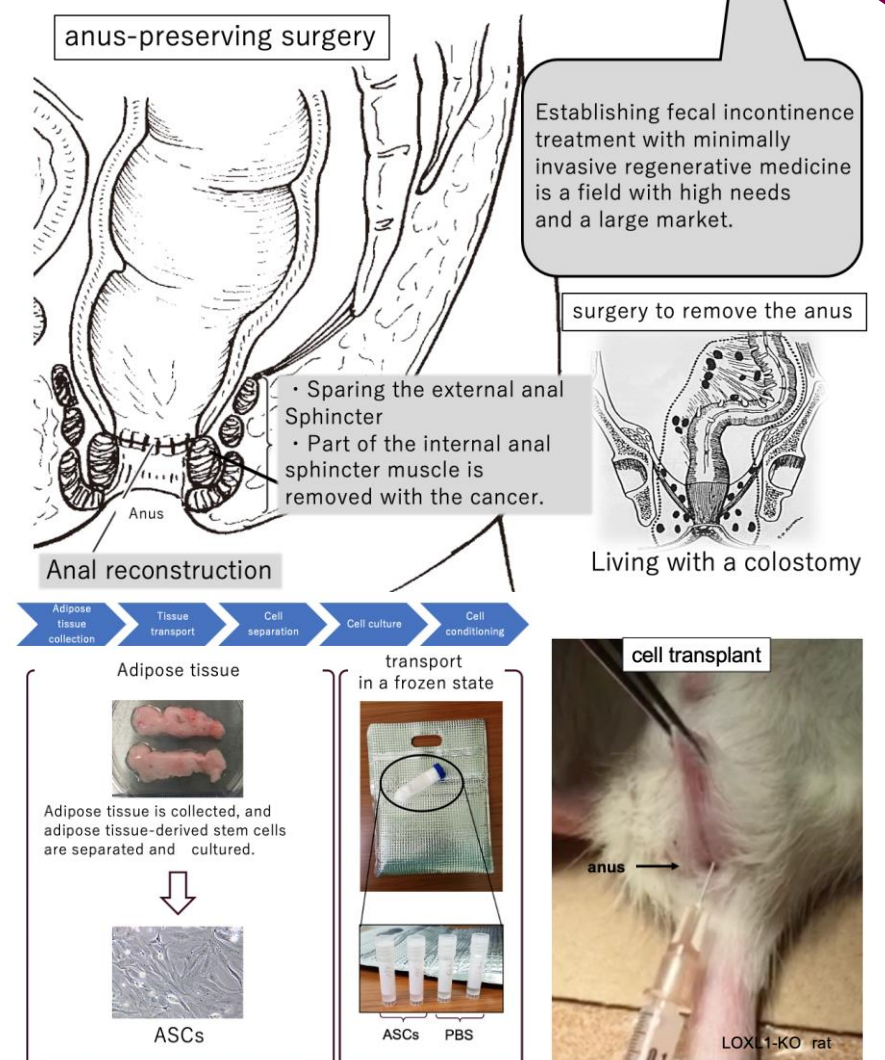 anus-preserving surgery
Establishing fecal incontinence
treatment with minimally
invasive regenerative medicine
is a field with high needs
and a large market.
surgery to remove the anus
・Sparing the external anal
Sphincter
・Part of the internal anal
sphincter muscle is
removed with the cancer.
Anus
Anal reconstruction
Living with a colostomy
Adipose
tissue
collection
Tissue
transport
Cell
separation
Cell culture
Cell
conditioning
Adipose tissue
Adipose tissue is collected, and
adipose tissue-derived stem cells
are separated and cultured.
ASCs
transport
in a frozen state
ASCs PBS
cell transplant
anus
LOXL1-KO rat